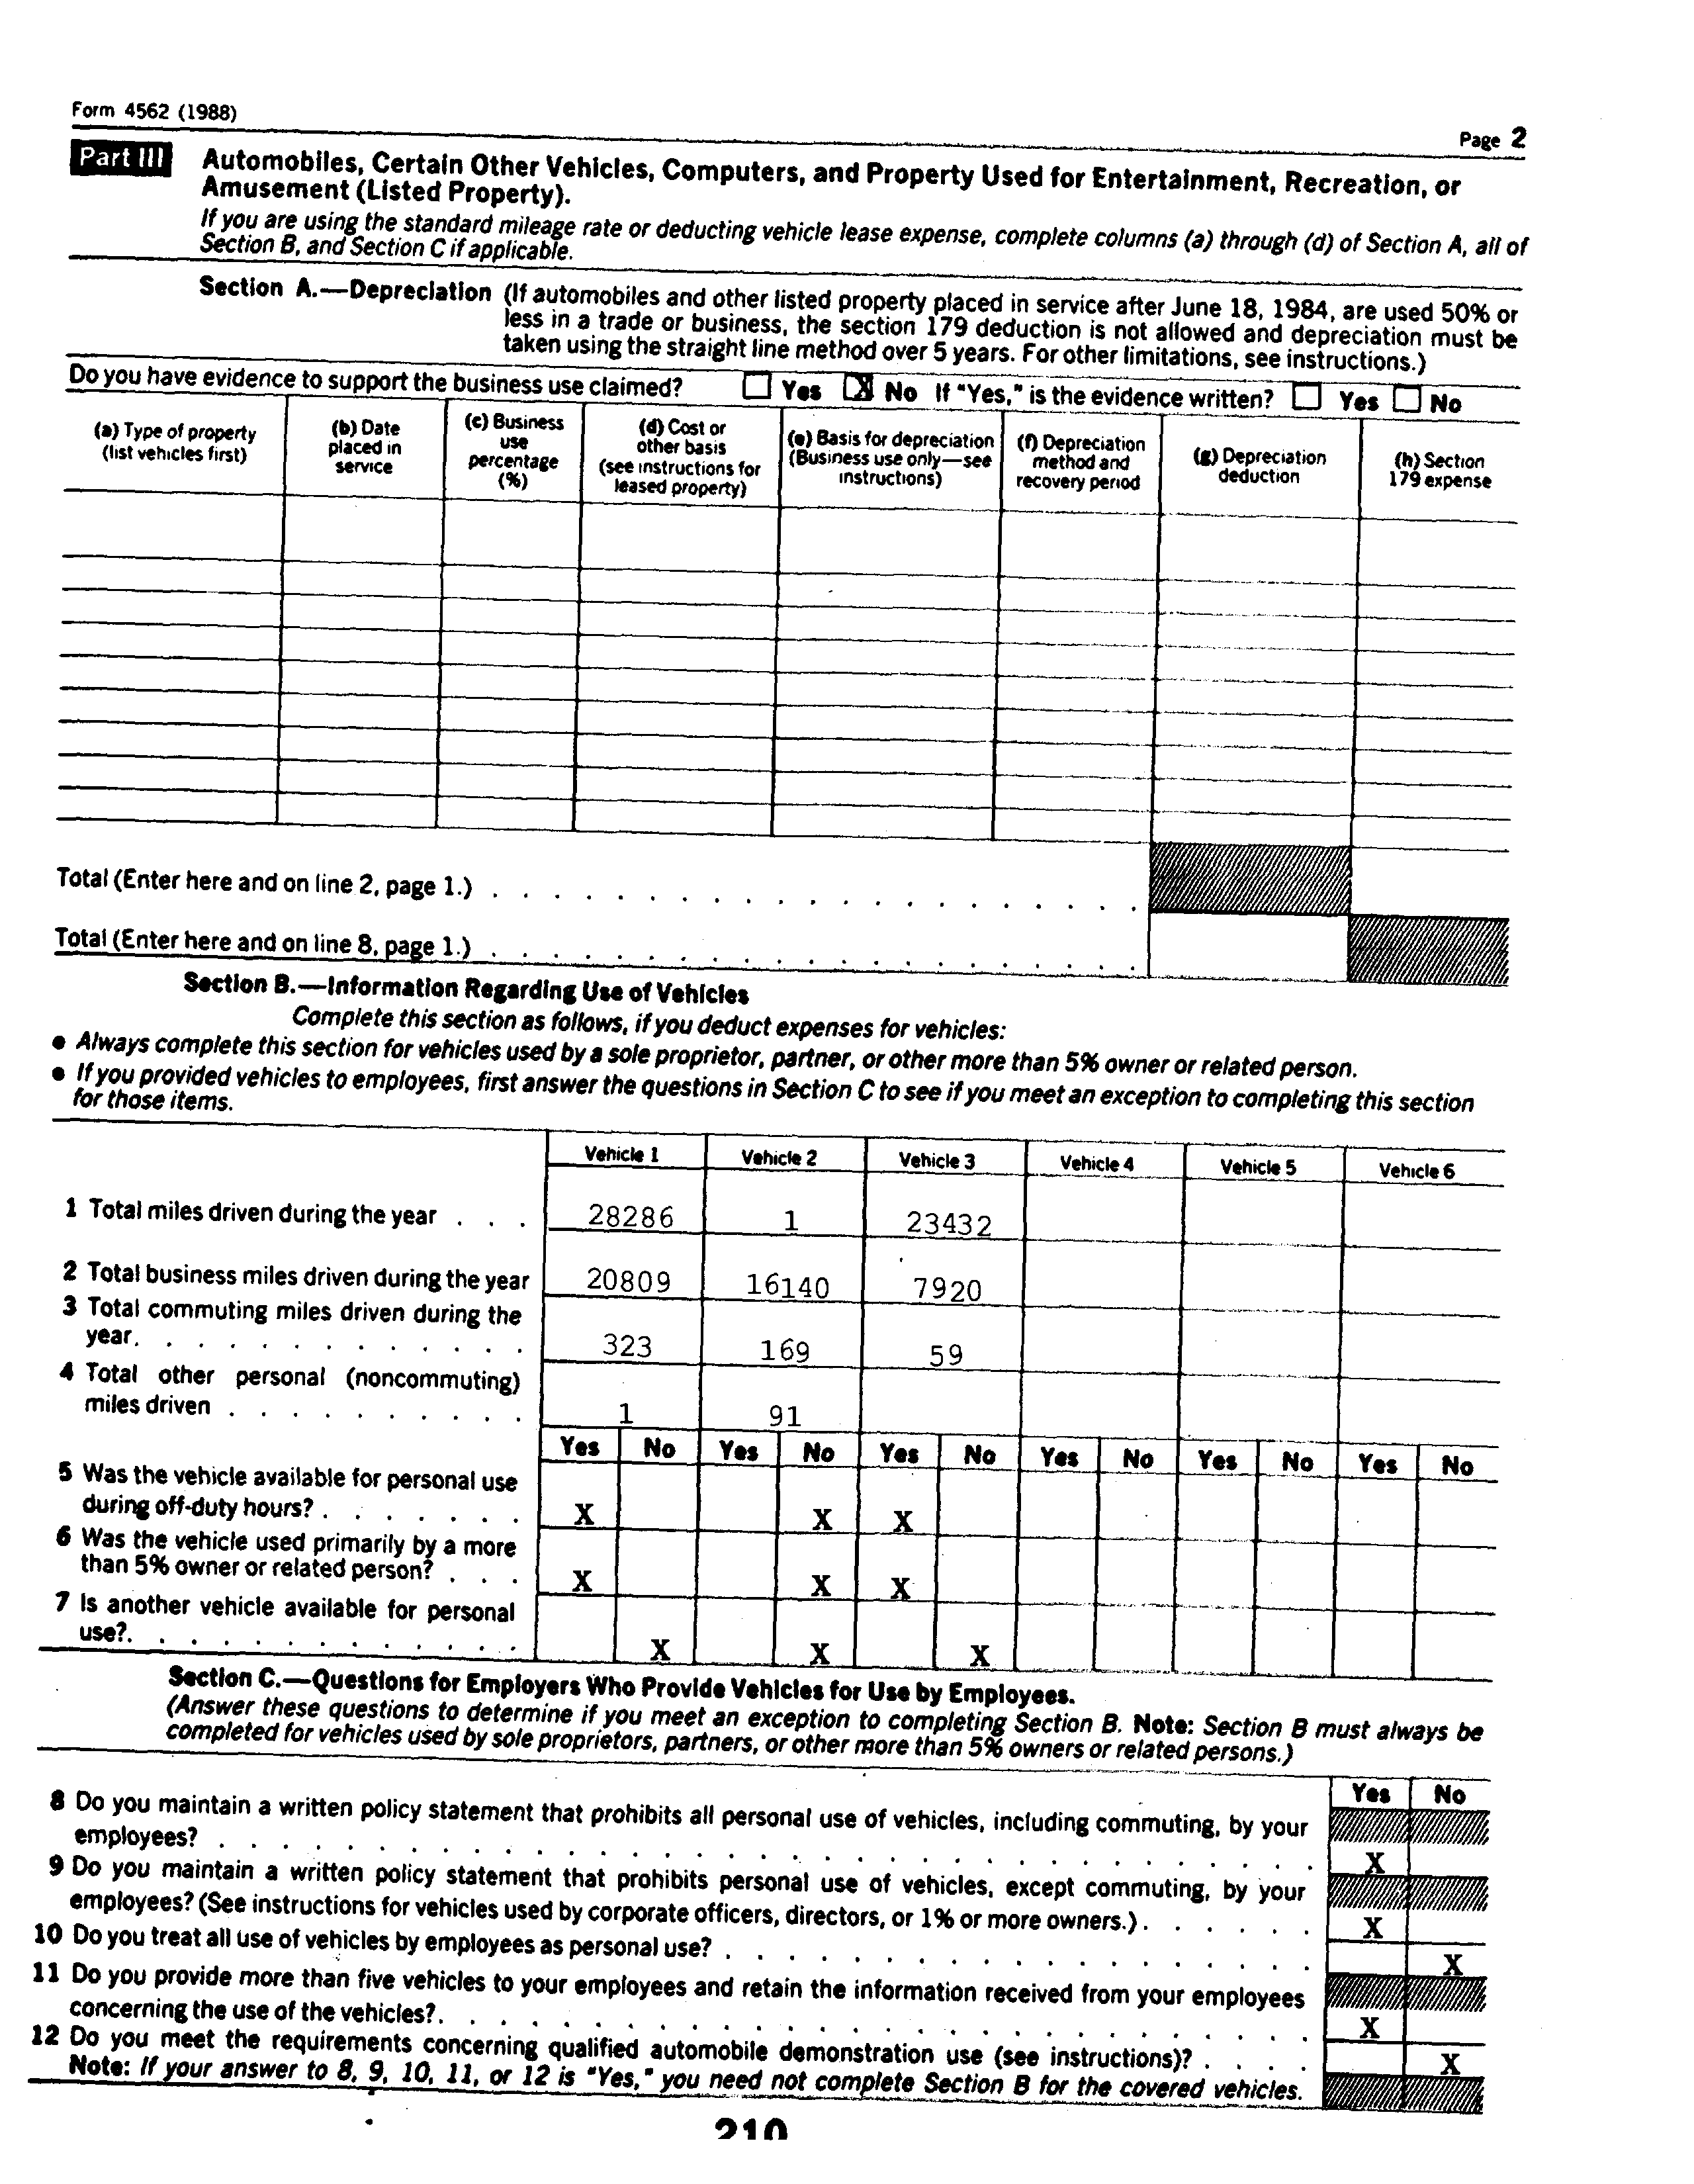 Form 4562 (1988)
Page 2
Part III Automobiles, Certain Other Vehicles, Computers, and Property Used for Entertainment, Recreation, or
Amusement (Listed Property).
If you are using the standard mileage rate or deducting vehicle lease expense, complete columns (a) through (d) of Section A, all of
Section B, and Section C if applicable.
Section A.—Depreciation (If automobiles and other listed property placed in service after June 18, 1984, are used 50% or
less in a trade or business, the section 179 deduction is not allowed and depreciation must be
taken using the straight line method over 5 years. For other limitations, see instructions.)
Do you have evidence to support the business use claimed? Yes X No If "Yes," is the evidence written? Yes No
(a) Type of property
(list vehicles first)
(b) Date
placed in
service
(c) Business
use
percentage
(%)
(d) Cost or
other basis
(see instructions for
leased property)
(e) Basis for depreciation
(Business use only—see
instructions)
(f) Depreciation
method and
recovery period
(g) Depreciation
deduction
(h) Section
179 expense
Total (Enter here and on line 2, page 1.)
Total (Enter here and on line 8, page 1.)
Section B.—Information Regarding Use of Vehicles
Complete this section as follows, if you deduct expenses for vehicles:
● Always complete this section for vehicles used by a sole proprietor, partner, or other more than 5% owner or related person.
● If you provided vehicles to employees, first answer the questions in Section C to see if you meet an exception to completing this section
for those items.
Vehicle 1 Vehicle 2 Vehicle 3 Vehicle 4 Vehicle 5 Vehicle 6
1 Total miles driven during the year . . . 28286 1 23432
2 Total business miles driven during the year 20809 16140 7920
3 Total commuting miles driven during the
year. . . . . . . . . . . . . 323 169 59
4 Total other personal (noncommuting)
miles driven . . . . . . . . . . 1 91
Yes No Yes No Yes No Yes No Yes No Yes No
5 Was the vehicle available for personal use
during off-duty hours? . . . . . . . X X X
6 Was the vehicle used primarily by a more
than 5% owner or related person? . . . X X X
7 Is another vehicle available for personal
use?. . . . . . . . . . . . . X X X
Section C.—Questions for Employers Who Provide Vehicles for Use by Employees.
(Answer these questions to determine if you meet an exception to completing Section B. Note: Section B must always be
completed for vehicles used by sole proprietors, partners, or other more than 5% owners or related persons.)
Yes No
8 Do you maintain a written policy statement that prohibits all personal use of vehicles, including commuting, by your
employees? X
9 Do you maintain a written policy statement that prohibits personal use of vehicles, except commuting, by your
employees? (See instructions for vehicles used by corporate officers, directors, or 1% or more owners.) . . . . . . X
10 Do you treat all use of vehicles by employees as personal use? X
11 Do you provide more than five vehicles to your employees and retain the information received from your employees
concerning the use of the vehicles?. X
12 Do you meet the requirements concerning qualified automobile demonstration use (see instructions)? . . . . X
Note: If your answer to 8, 9, 10, 11, or 12 is "Yes," you need not complete Section B for the covered vehicles.
210